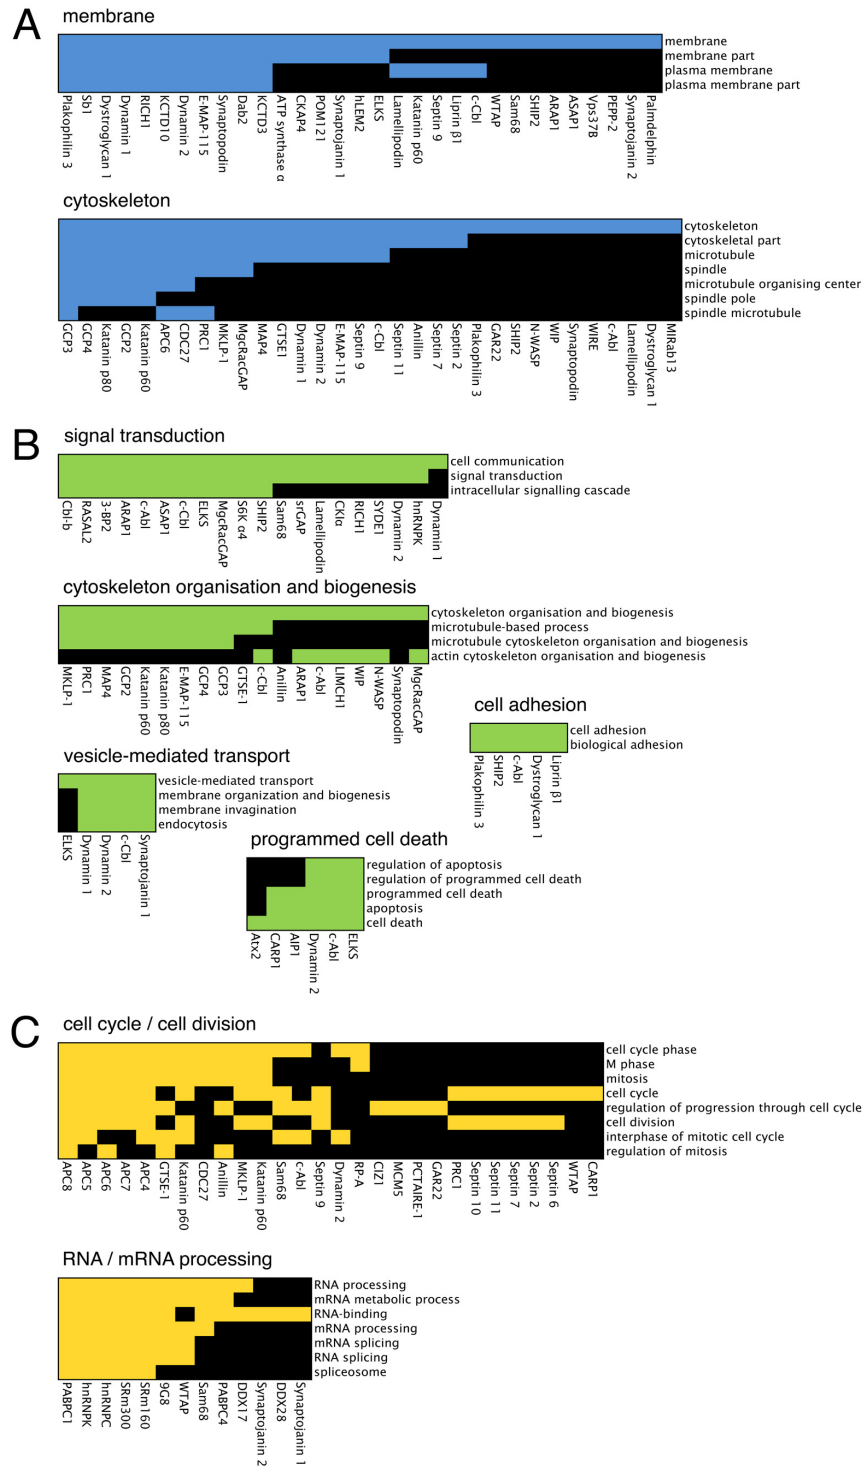 A
membrane
membrane
membrane part
plasma membrane
plasma membrane part
Plakophilin 3
Sb1
Dystroglycan 1
Dynamin 1
RICH1
KCTD10
Dynamin 2
E-MAP-115
Synaptopodin
Dab2
KCTD3
ATP synthase α
CKAP4
POM121
Synaptojanin 1
hLEM2
ELKS
Lamellipodin
Katanin p60
Septin 9
Liprin β1
c-Cbl
WTAP
Sam68
SHIP2
ARAP1
ASAP1
Vps37B
PEPP-2
Synaptojanin 2
Palmdelphin
cytoskeleton
cytoskeleton
cytoskeletal part
microtubule
spindle
microtubule organising center
spindle pole
spindle microtubule
GCP3
GCP4
Katanin p80
GCP2
Katanin p60
APC6
CDC27
PRC1
MKLP-1
MgcRacGAP
MAP4
GTSE1
Dynamin 1
Dynamin 2
E-MAP-115
Septin 9
c-Cbl
Septin 11
Anillin
Septin 7
Septin 2
Plakophilin 3
GAR22
SHIP2
N-WASP
WIP
Synaptopodin
WIRE
c-Abl
Lamellipodin
Dystroglycan 1
MIRab13
B
signal transduction
cell communication
signal transduction
intracellular signalling cascade
Cbl-b
RASAL2
3-BP2
ARAP1
c-Abl
ASAP1
c-Cbl
ELKS
MgcRacGAP
S6K α4
SHIP2
Sam68
srGAP
Lamellipodin
CKIα
RICH1
SYDE1
Dynamin 2
hnRNPK
Dynamin 1
cytoskeleton organisation and biogenesis
cytoskeleton organisation and biogenesis
microtubule-based process
microtubule cytoskeleton organisation and biogenesis
actin cytoskeleton organisation and biogenesis
MKLP-1
PRC1
MAP4
GCP2
Katanin p60
Katanin p80
E-MAP-115
GCP4
GCP3
GTSE-1
c-Cbl
Anillin
ARAP1
c-Abl
LIMCH1
WIP
N-WASP
Synaptopodin
MgcRacGAP
cell adhesion
cell adhesion
biological adhesion
Plakophilin 3
SHIP2
c-Abl
Dystroglycan 1
Liprin β1
vesicle-mediated transport
vesicle-mediated transport
membrane organization and biogenesis
membrane invagination
endocytosis
ELKS
Dynamin 1
Dynamin 2
c-Cbl
Synaptojanin 1
programmed cell death
regulation of apoptosis
regulation of programmed cell death
programmed cell death
apoptosis
cell death
Atx2
CARP1
AIP1
Dynamin 2
c-Abl
ELKS
C
cell cycle / cell division
cell cycle phase
M phase
mitosis
cell cycle
regulation of progression through cell cycle
cell division
interphase of mitotic cell cycle
regulation of mitosis
APC8
APC5
APC6
APC7
APC4
GTSE-1
Katanin p60
CDC27
Anillin
MKLP-1
Katanin p60
Sam68
c-Abl
Septin 9
Dynamin 2
RP-A
CIZ1
MCM5
PCTAIRE-1
GAR22
PRC1
Septin 10
Septin 11
Septin 7
Septin 2
Septin 6
WTAP
CARP1
RNA / mRNA processing
RNA processing
mRNA metabolic process
RNA-binding
mRNA processing
mRNA splicing
RNA splicing
spliceosome
PABPC1
hnRNPK
hnRNPC
SRm300
SRm160
9G8
WTAP
Sam68
PABPC4
DDX17
Synaptojanin 2
DDX28
Synaptojanin 1